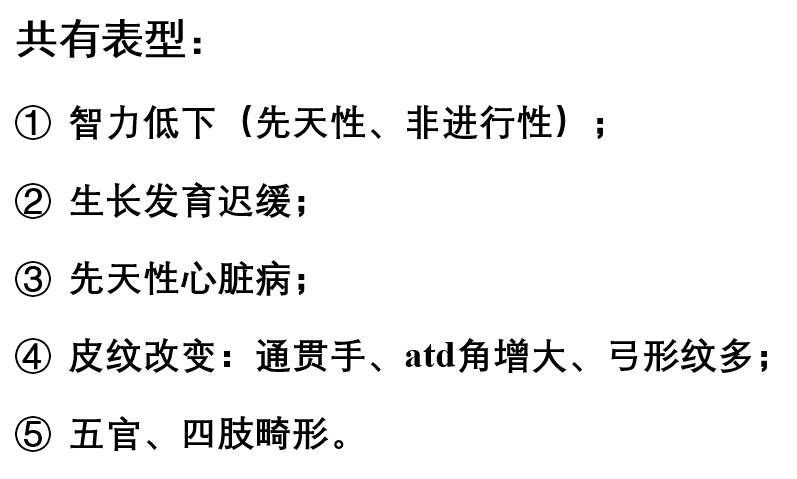 共有表型：
① 智力低下（先天性、非进行性）；
② 生长发育迟缓；
③ 先天性心脏病；
④ 皮纹改变：通贯手、atd角增大、弓形纹多；
⑤ 五官、四肢畸形。